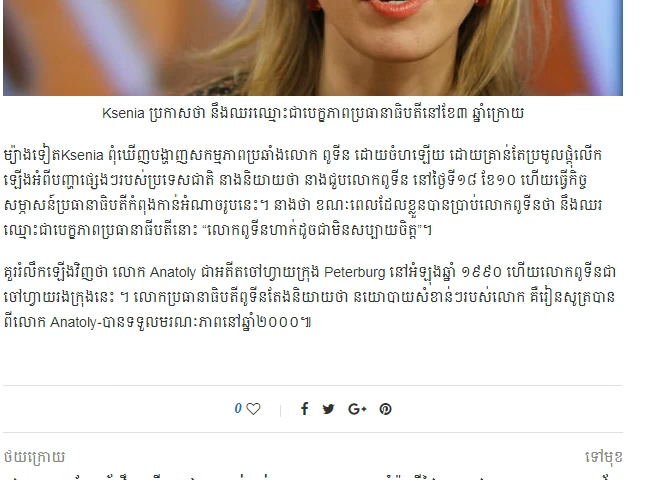 Ksenia ប្រកាសថា នឹងឈរឈ្មោះជាបេក្ខភាពប្រធានាធិបតីនៅខែ៣ ឆ្នាំក្រោយ
ម្យ៉ាងទៀតKsenia ពុំឃើញបង្ហាញសកម្មភាពប្រឆាំងលោក ពូទីន ដោយចំហឡើយ ដោយគ្រាន់តែប្រមូលផ្តុំលើក
ឡើងអំពីបញ្ហាផ្សេងៗរបស់ប្រទេសជាតិ នាងនិយាយថា នាងជួបលោកពូទីន នៅថ្ងៃទី១៨ ខែ១០ ហើយធ្វើកិច្ច
សម្ភាសន៍ប្រធានាធិបតីកំពុងកាន់អំណាចរូបនេះ។ នាងថា ខណៈពេលដែលខ្លួនបានប្រាប់លោកពូទីនថា នឹងឈរ
ឈ្មោះជាបេក្ខភាពប្រធានាធីបតីនោះ “លោកពូទីនហាក់ដូចជាមិនសប្បាយចិត្ត”។
គួររំលឹកឡើងវិញថា លោក Anatoly ជាអតីតចៅហ្វាយក្រុង Peterburg នៅអំឡុងឆ្នាំ ១៩៩០ ហើយលោកពូទីនជា
ចៅហ្វាយរងក្រុងនេះ ។ លោកប្រធានាធិបតីពូទីនតែងនិយាយថា នយោបាយសំខាន់ៗរបស់លោក គឺរៀនសូត្របាន
ពីលោក Anatoly-បានទទួលមរណៈភាពនៅឆ្នាំ២០០០៕
0
ថយក្រោយ ទៅមុខ